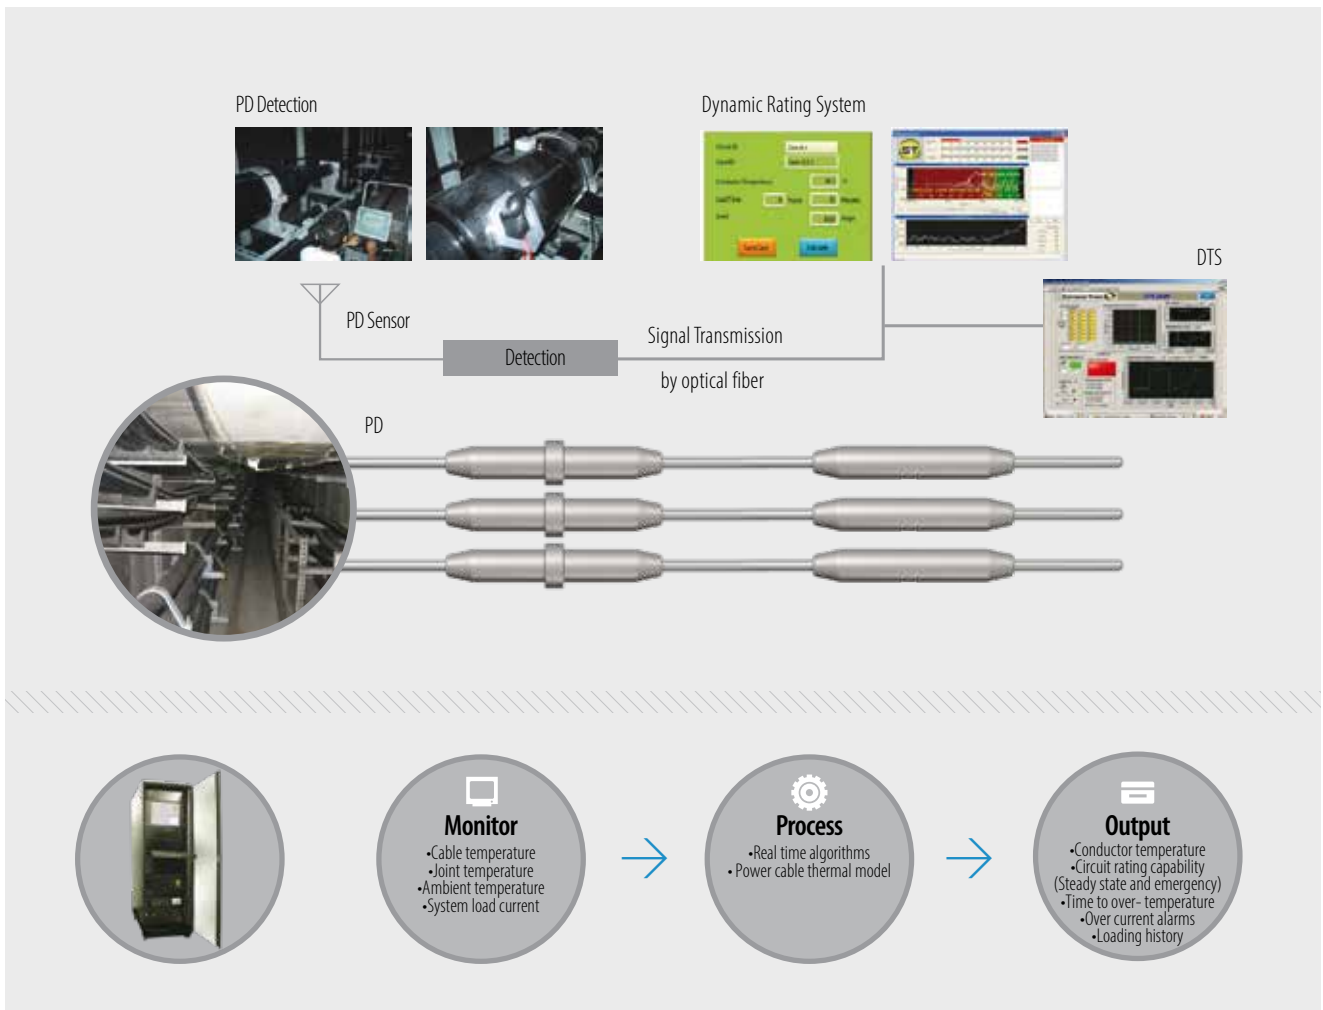 PD Detection
Dynamic Rating System
DTS
PD Sensor
Detection
Signal Transmission
by optical fiber
PD
Monitor
•Cable temperature
•Joint temperature
•Ambient temperature
•System load current
Process
•Real time algorithms
• Power cable thermal model
Output
•Conductor temperature
•Circuit rating capability
(Steady state and emergency)
•Time to over- temperature
•Over current alarms
•Loading history